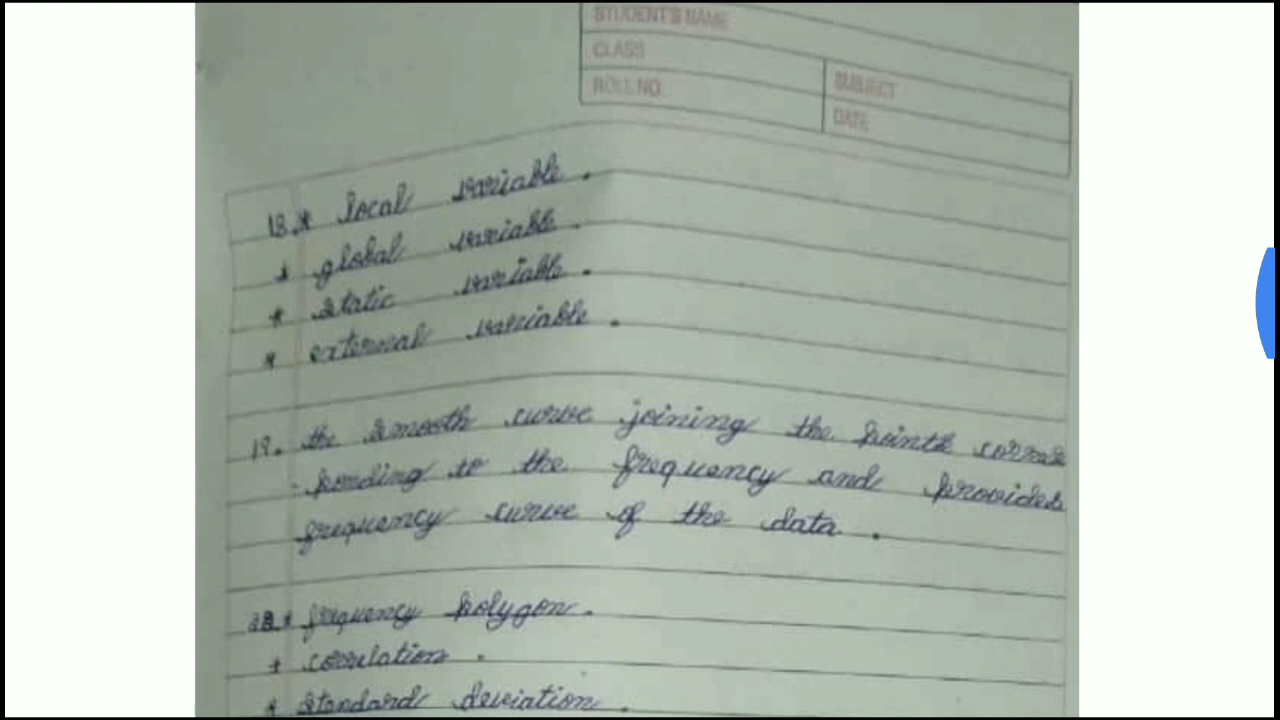 STUDENT'S NAME
CLASS
SUBJECT
ROLL NO.
DATE
18.* local variable .
* global variable .
* static variable .
* external variable .
19. the smooth curve joining the points corres
- ponding to the frequency and provides
frequency curve of the data .
* frequency polygon .
* correlation .
* standard deviation .